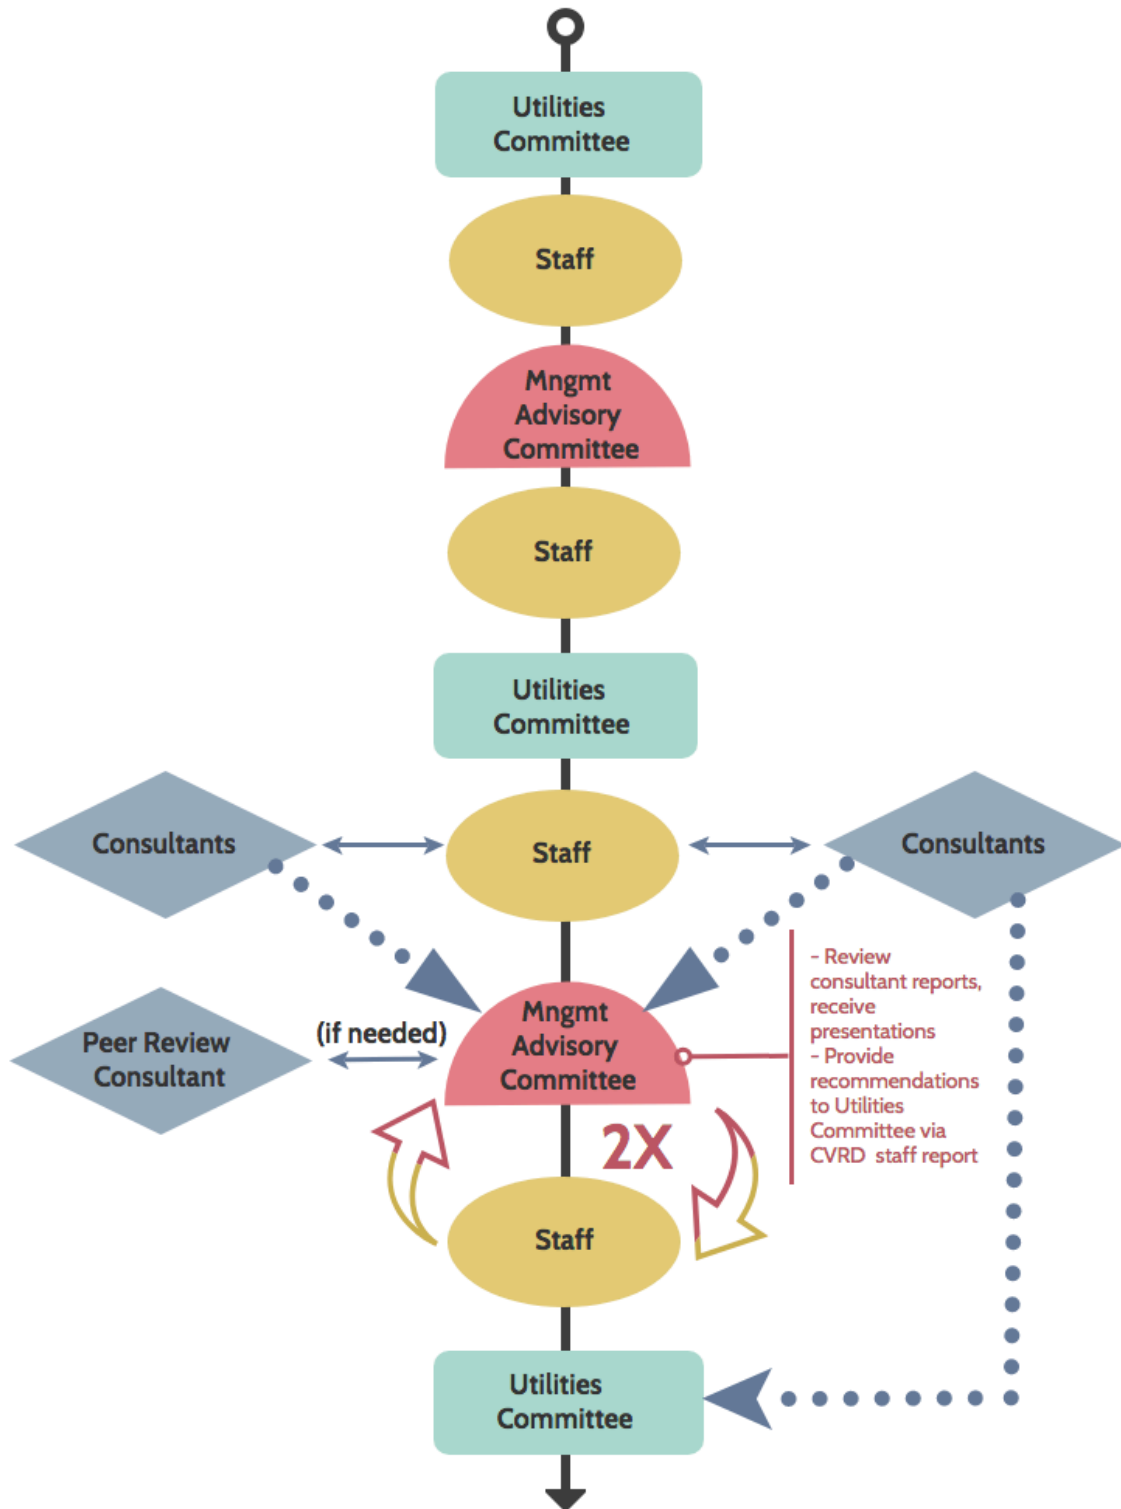 Utilities
Committee
Staff
Mngmt
Advisory
Committee
Staff
Utilities
Committee
Consultants
Staff
Consultants
- Review
consultant reports,
receive
presentations
- Provide
recommendations
to Utilities
Committee via
CVRD staff report
Peer Review
Consultant
(if needed)
Mngmt
Advisory
Committee
2X
Staff
Utilities
Committee